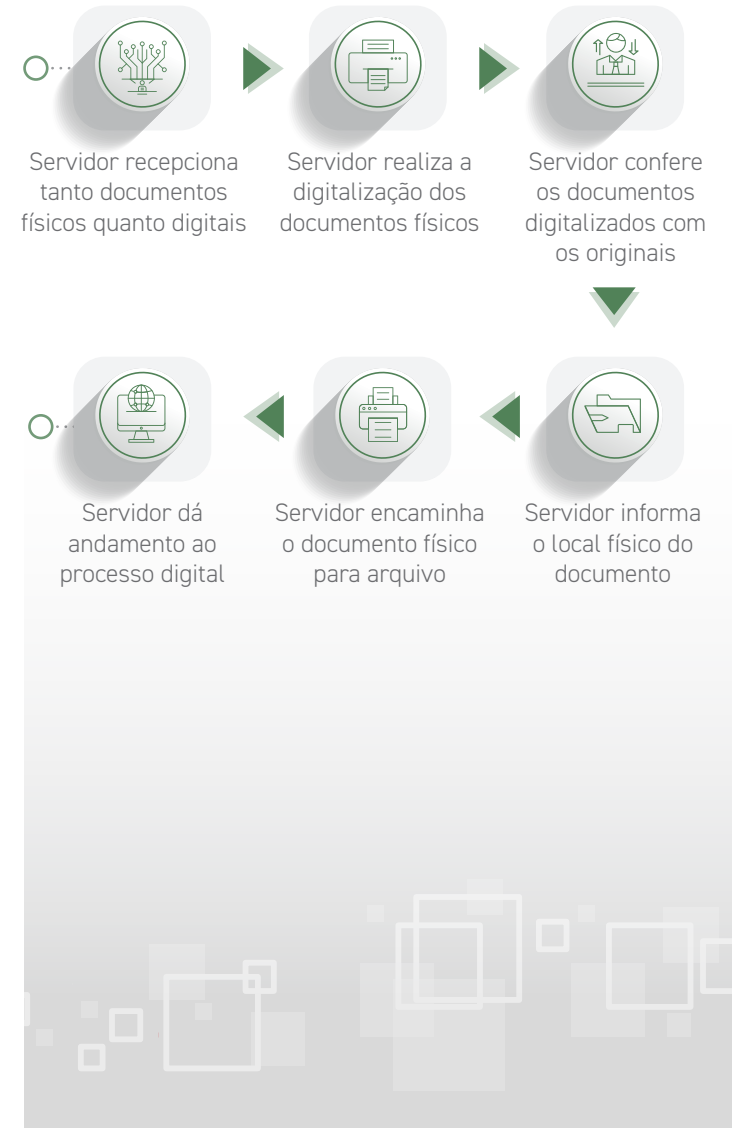 Servidor recepciona
tanto documentos
físicos quanto digitais
Servidor realiza a
digitalização dos
documentos físicos
Servidor confere
os documentos
digitalizados com
os originais
Servidor informa
o local físico do
documento
Servidor encaminha
o documento físico
para arquivo
Servidor dá
andamento ao
processo digital